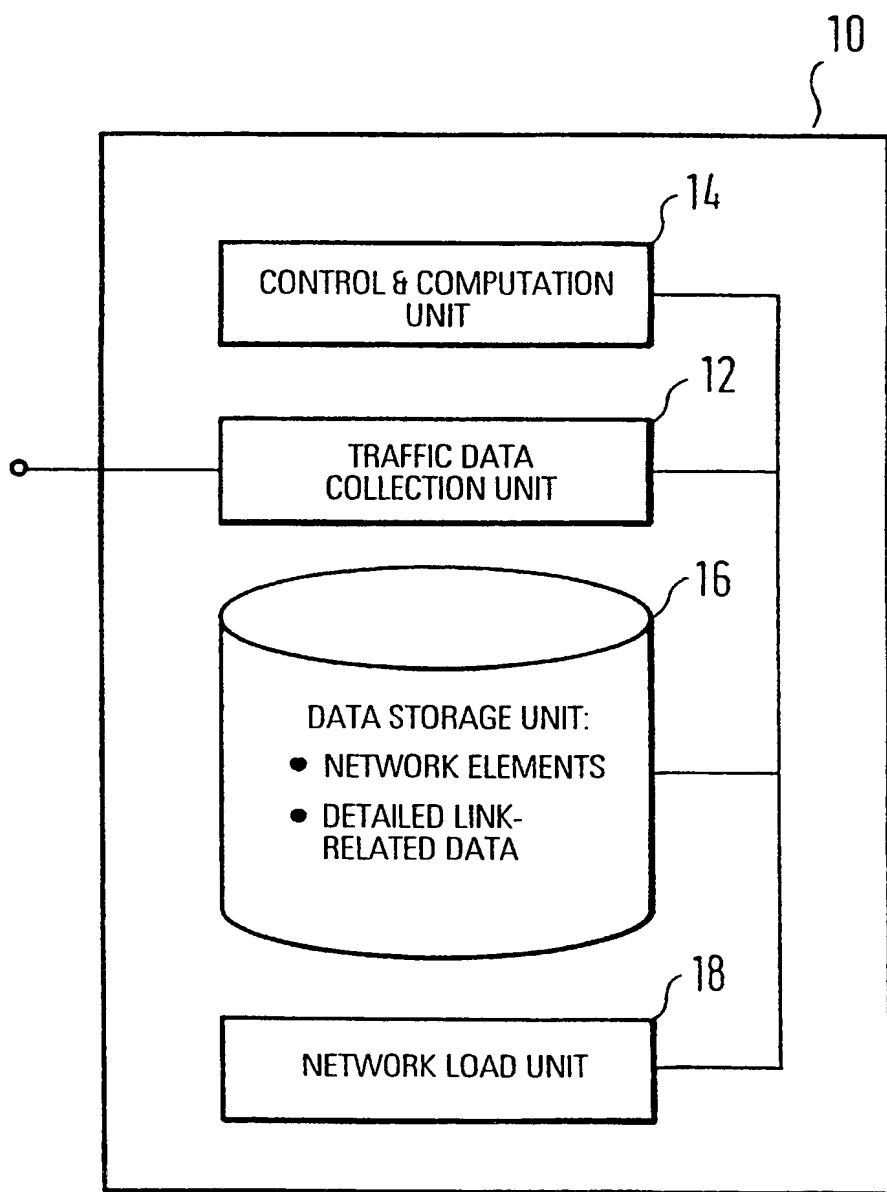 10
14
CONTROL & COMPUTATION
UNIT
12
TRAFFIC DATA
COLLECTION UNIT
16
DATA STORAGE UNIT:
● NETWORK ELEMENTS
● DETAILED LINK-
RELATED DATA
18
NETWORK LOAD UNIT